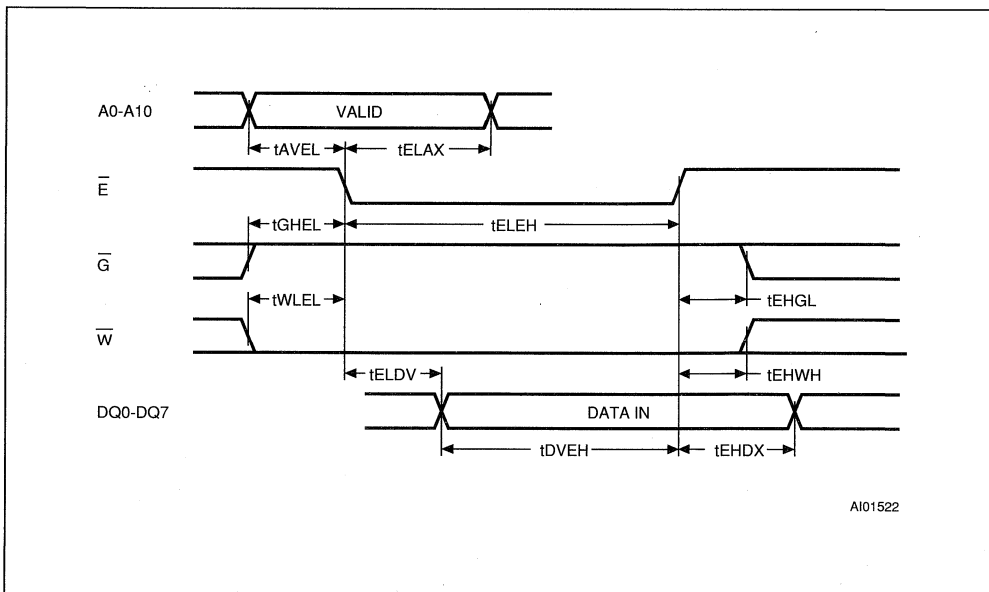 A0-A10
VALID
tAVEL
tELAX
E
tGHEL
tELEH
G
tWLEL
tEHGL
W
tELDV
tEHWH
DQ0-DQ7
DATA IN
tDVEH
tEHDX
AI01522